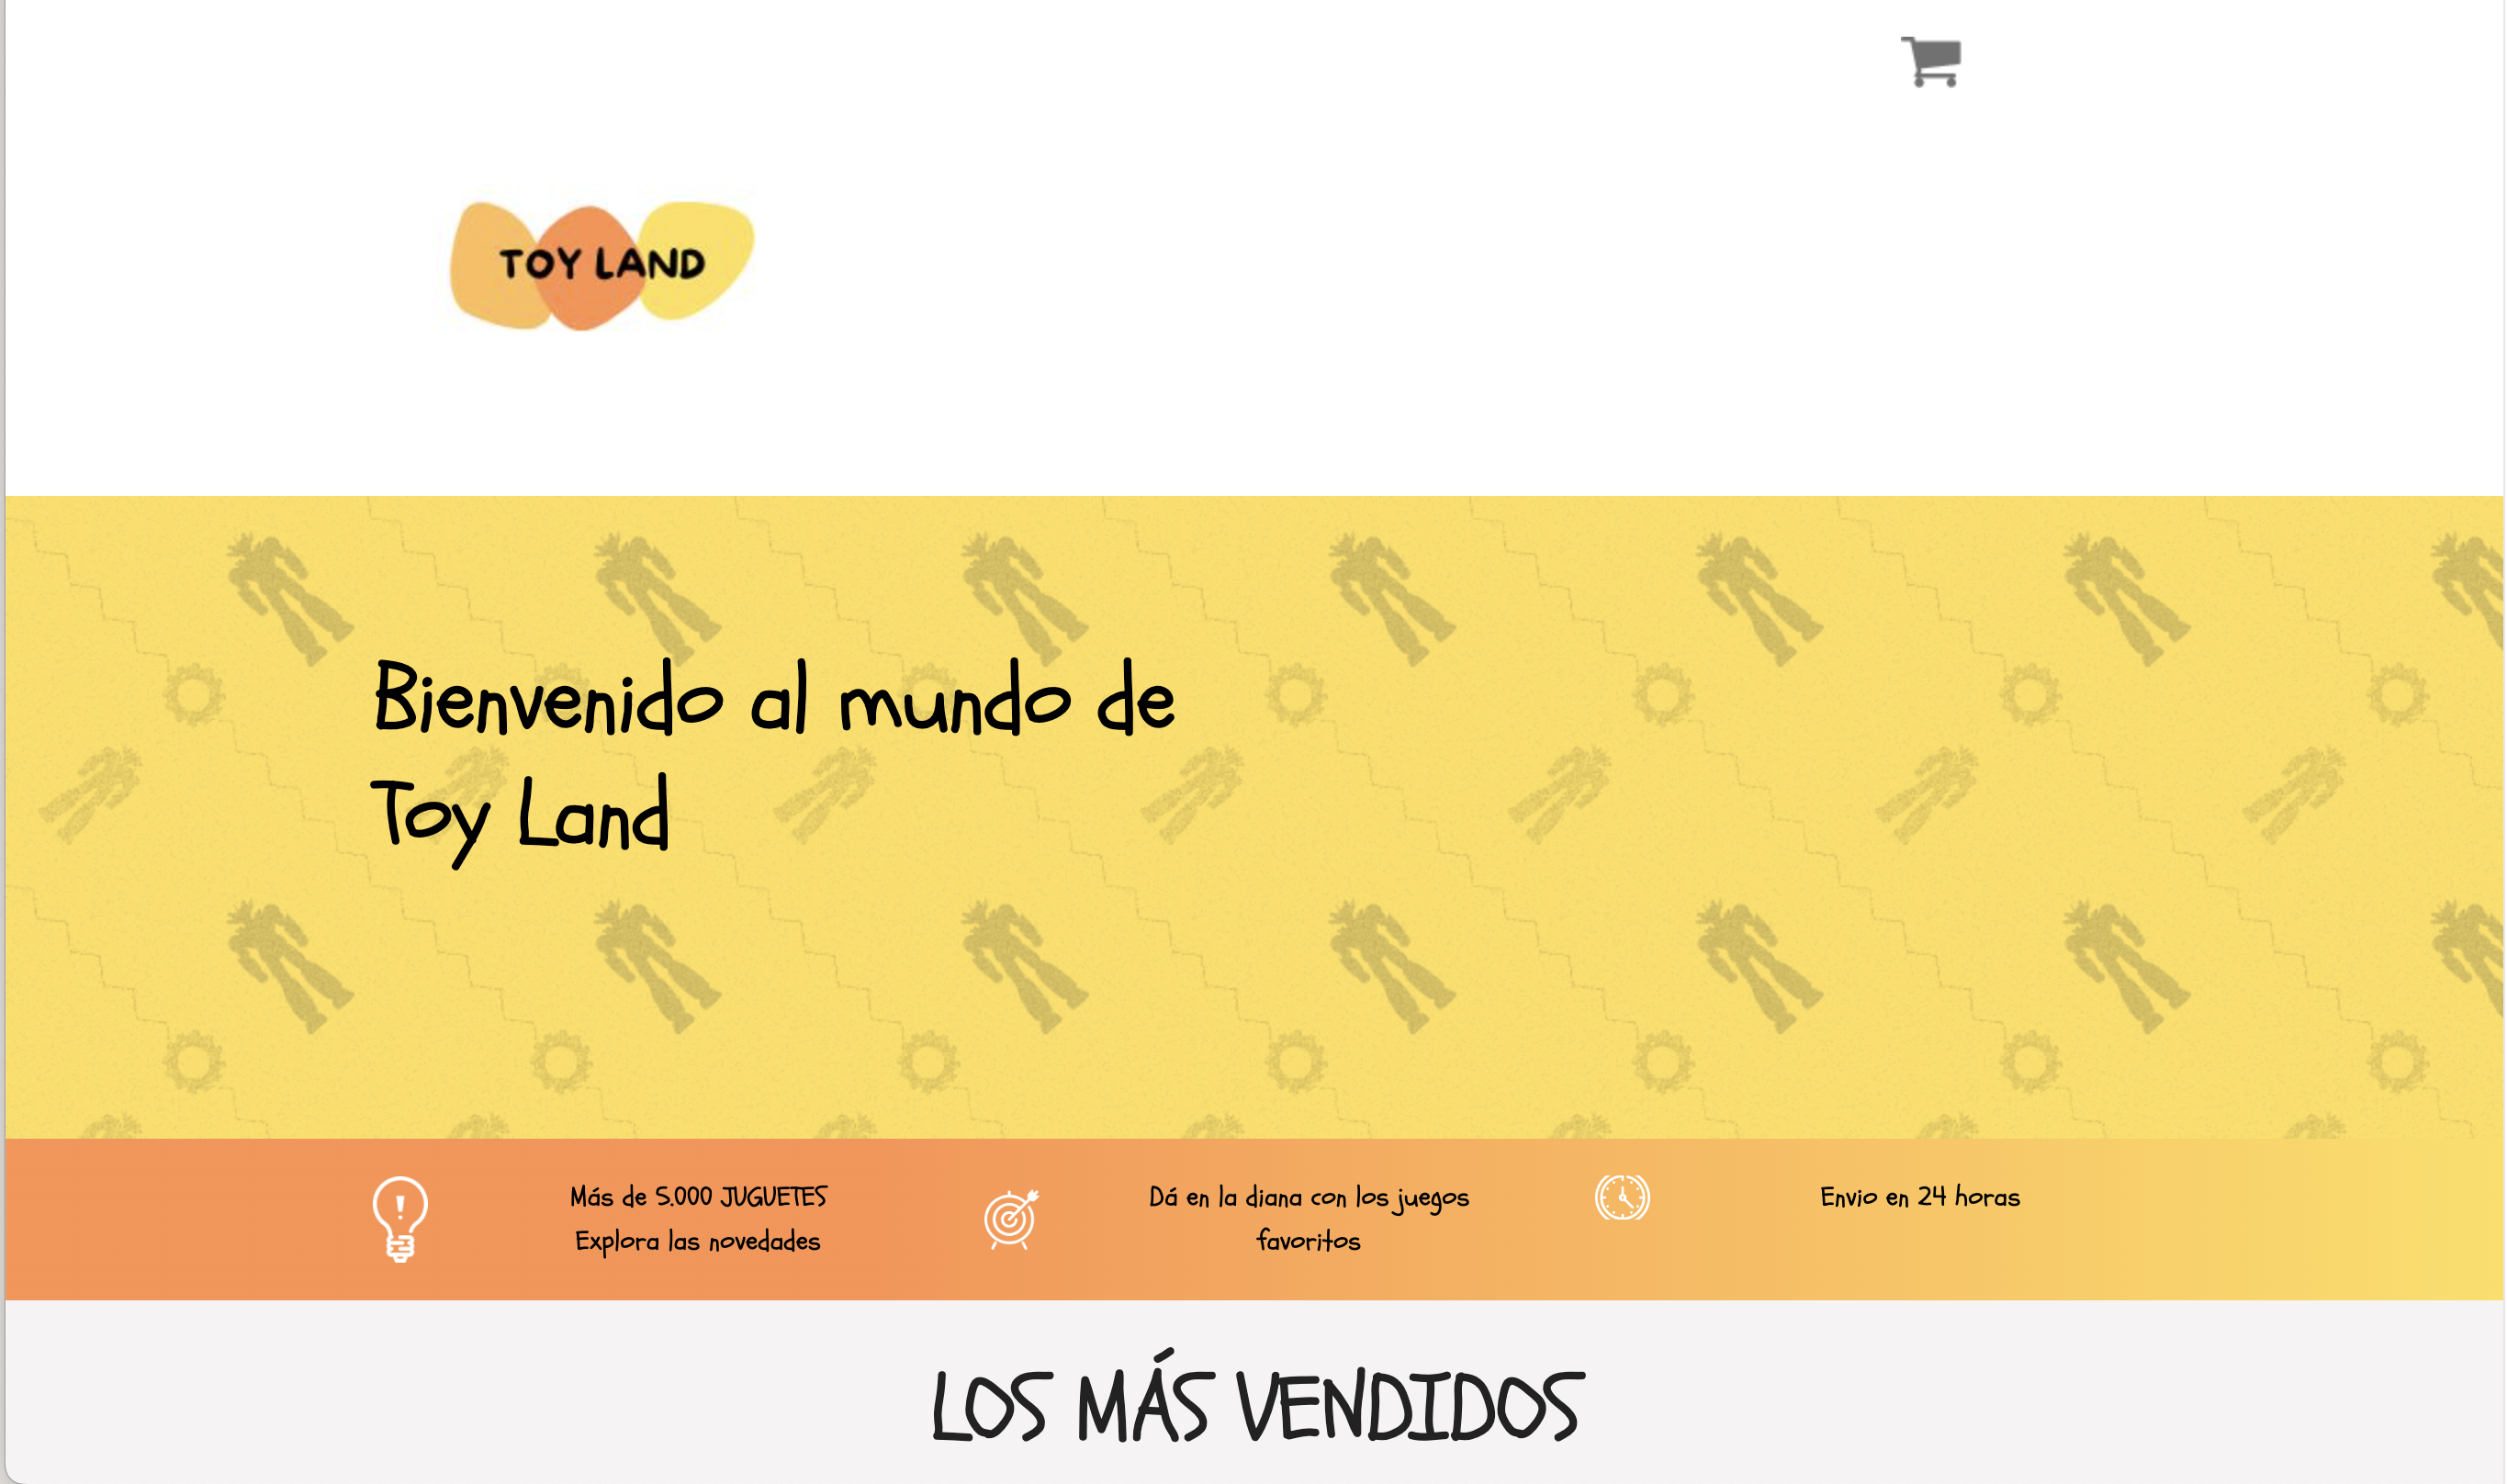 TOY LAND
Bienvenido al mundo de
Toy Land
Más de 5.000 JUGUETES
Explora las novedades
Dá en la diana con los juegos
favoritos
Envio en 24 horas
LOS MÁS VENDIDOS